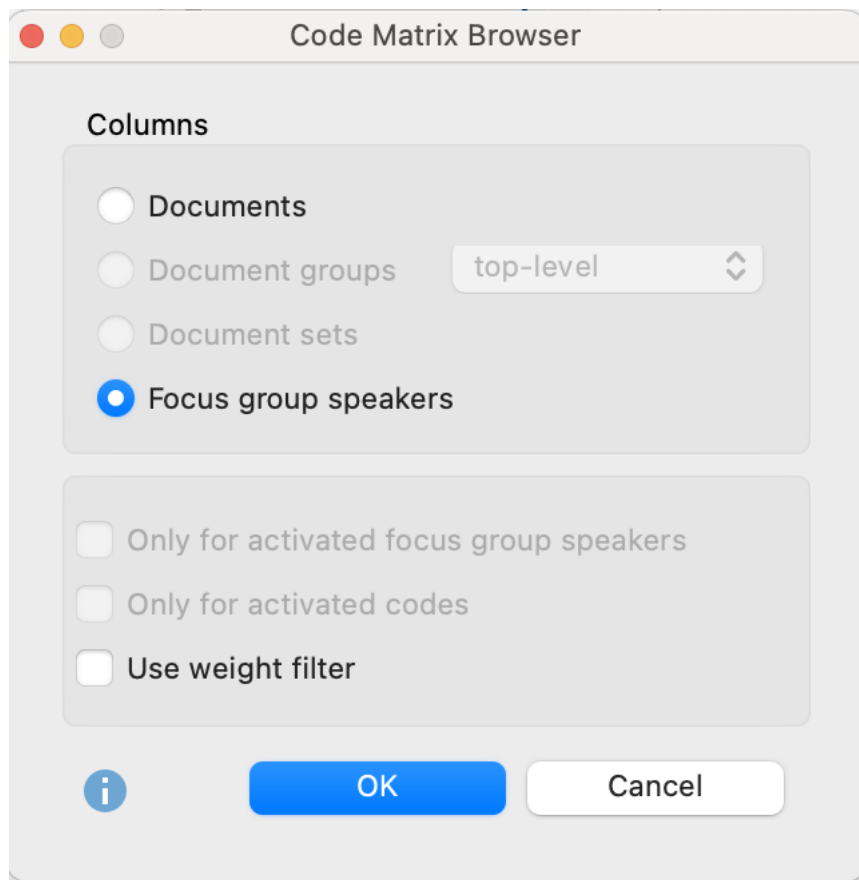 Code Matrix Browser
Columns
Documents
Document groups top-level
Document sets
Focus group speakers
Only for activated focus group speakers
Only for activated codes
Use weight filter
i OK Cancel